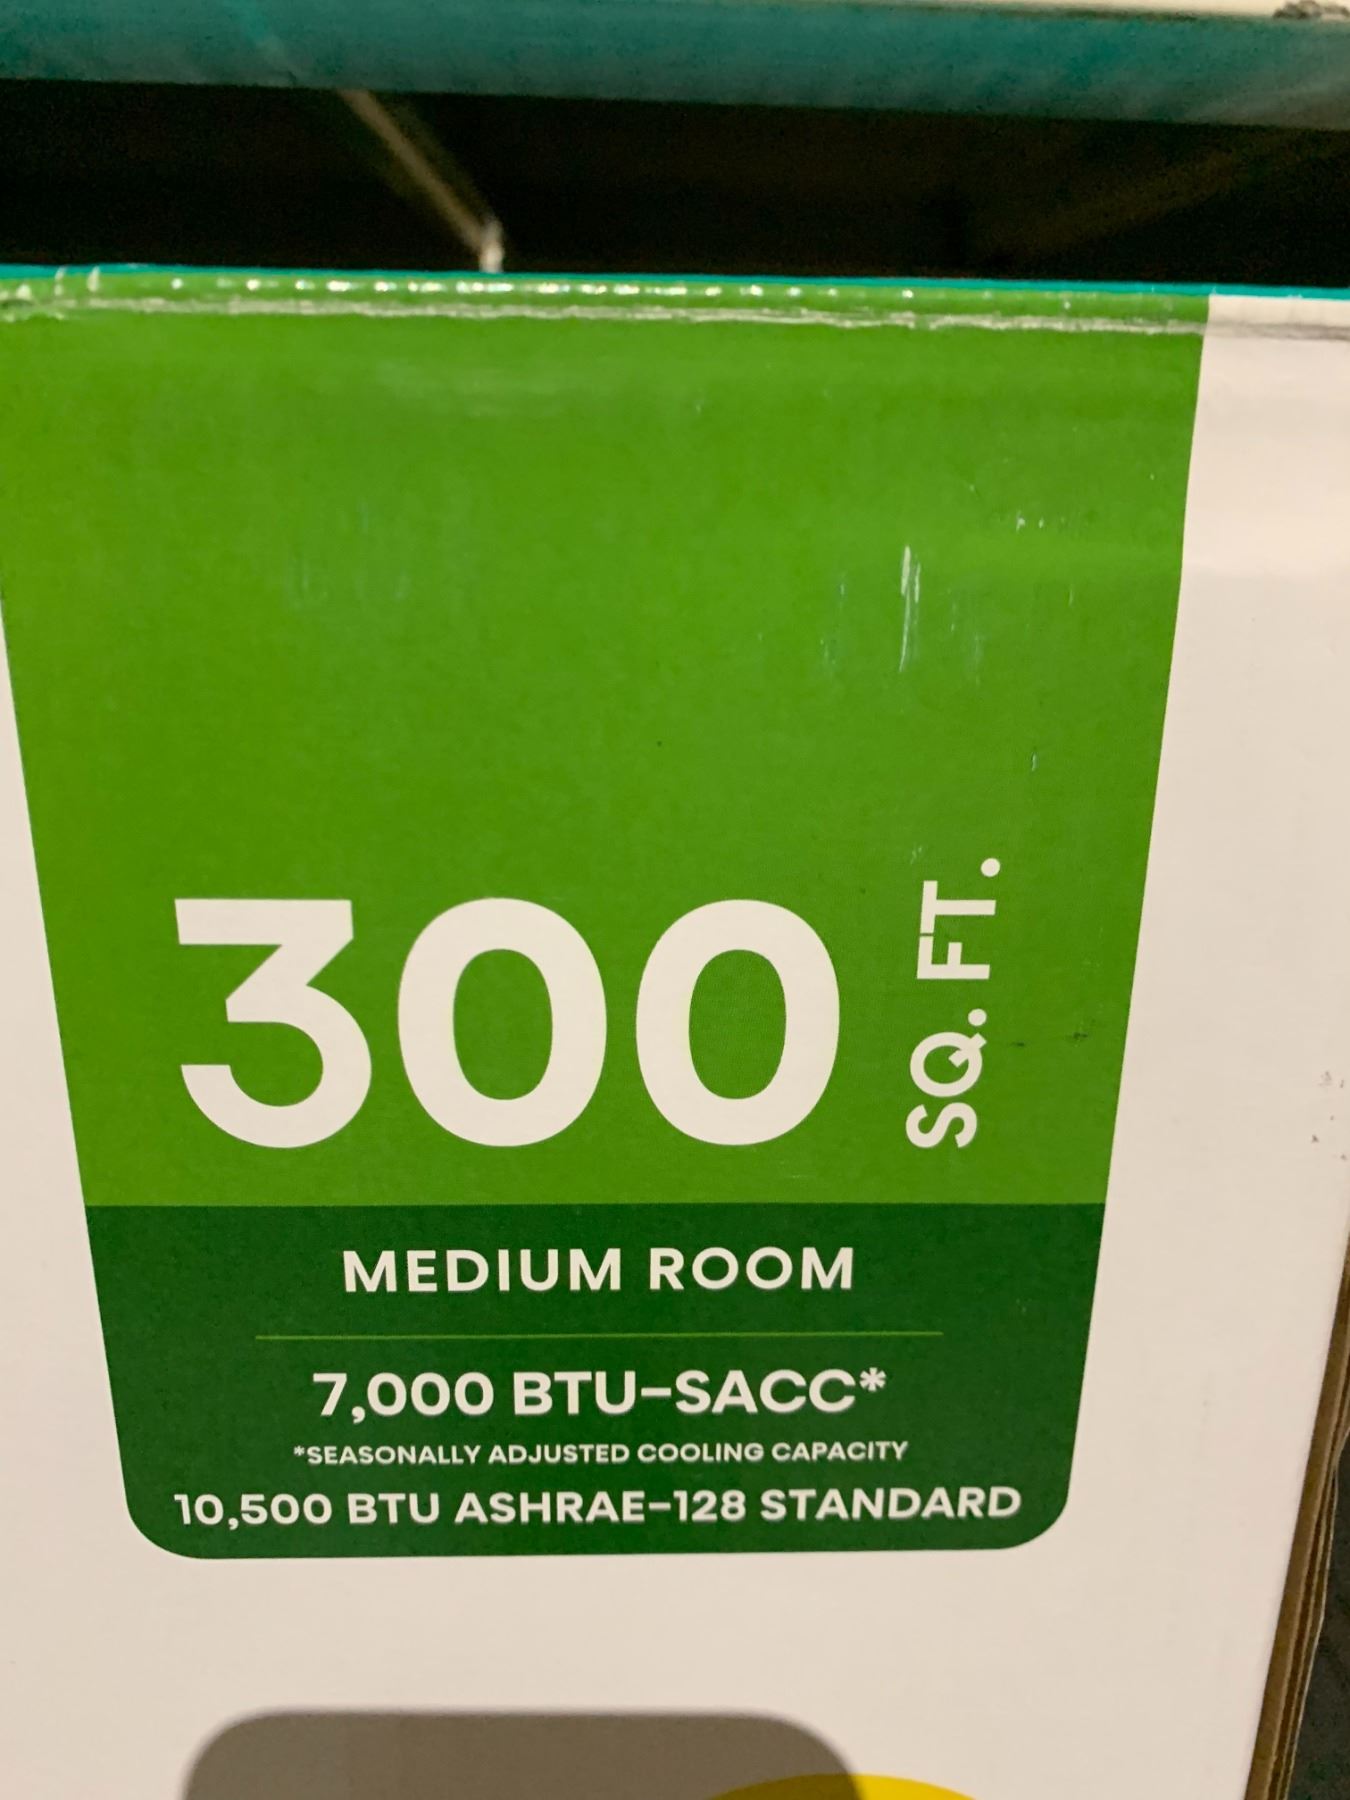 300 SQ. FT.
MEDIUM ROOM
7,000 BTU-SACC*
*SEASONALLY ADJUSTED COOLING CAPACITY
10,500 BTU ASHRAE-128 STANDARD